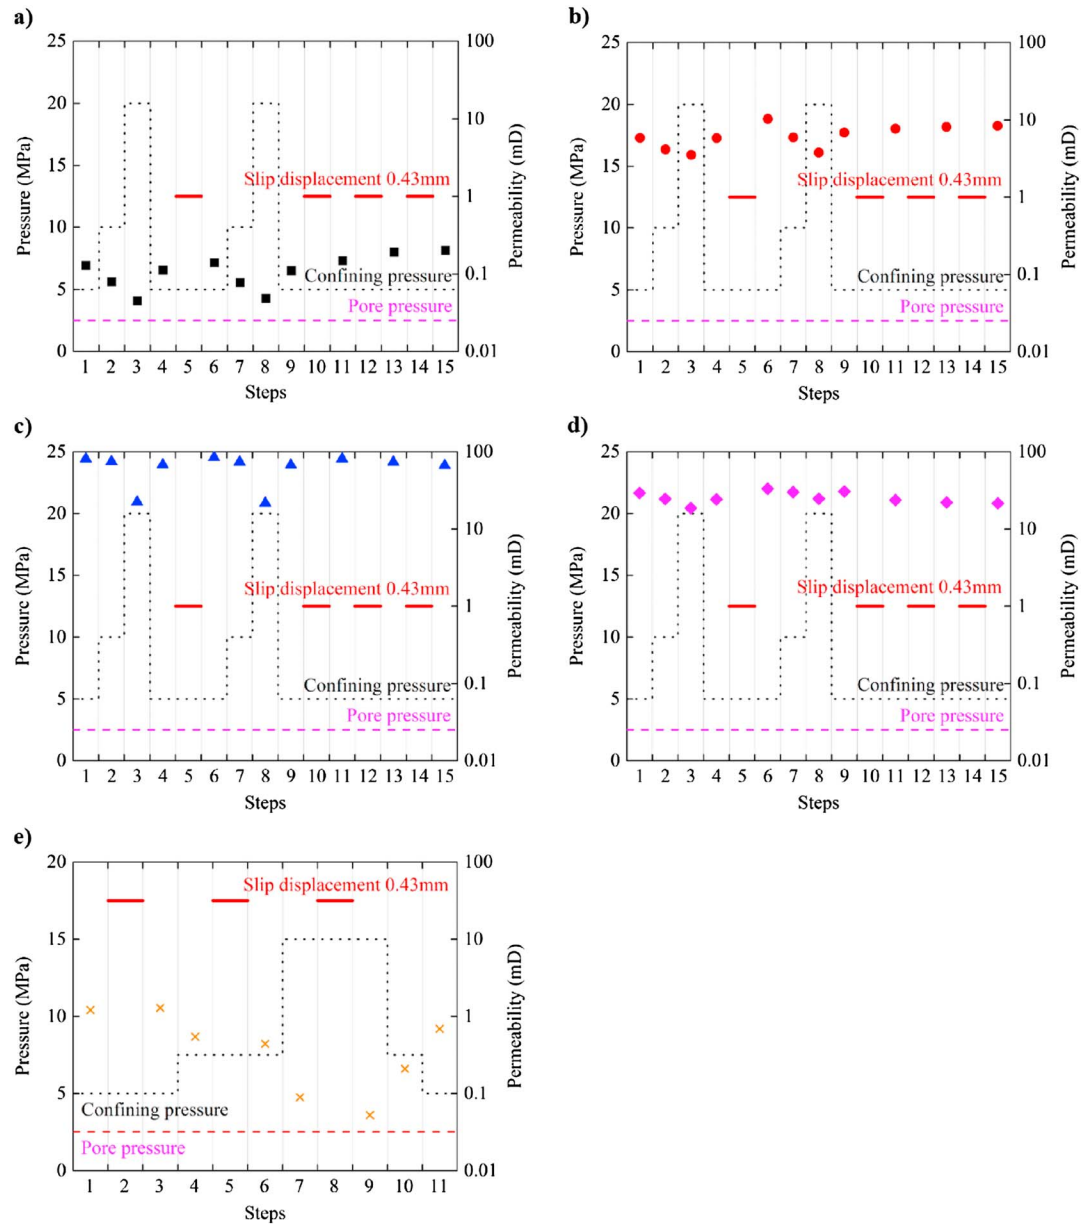 a)
25
20
15
10
5
0
Pressure (MPa)
100
10
1
0.1
0.01
Permeability (mD)
Slip displacement 0.43mm
Confining pressure
Pore pressure
1 2 3 4 5 6 7 8 9 10 11 12 13 14 15
Steps
b)
25
20
15
10
5
0
Pressure (MPa)
100
10
1
0.1
0.01
Permeability (mD)
Slip displacement 0.43mm
Confining pressure
Pore pressure
1 2 3 4 5 6 7 8 9 10 11 12 13 14 15
Steps
c)
25
20
15
10
5
0
Pressure (MPa)
100
10
1
0.1
0.01
Permeability (mD)
Slip displacement 0.43mm
Confining pressure
Pore pressure
1 2 3 4 5 6 7 8 9 10 11 12 13 14 15
Steps
d)
25
20
15
10
5
0
Pressure (MPa)
100
10
1
0.1
0.01
Permeability (mD)
Slip displacement 0.43mm
Confining pressure
Pore pressure
1 2 3 4 5 6 7 8 9 10 11 12 13 14 15
Steps
e)
20
15
10
5
0
Pressure (MPa)
100
10
1
0.1
0.01
Permeability (mD)
Slip displacement 0.43mm
Confining pressure
Pore pressure
1 2 3 4 5 6 7 8 9 10 11
Steps